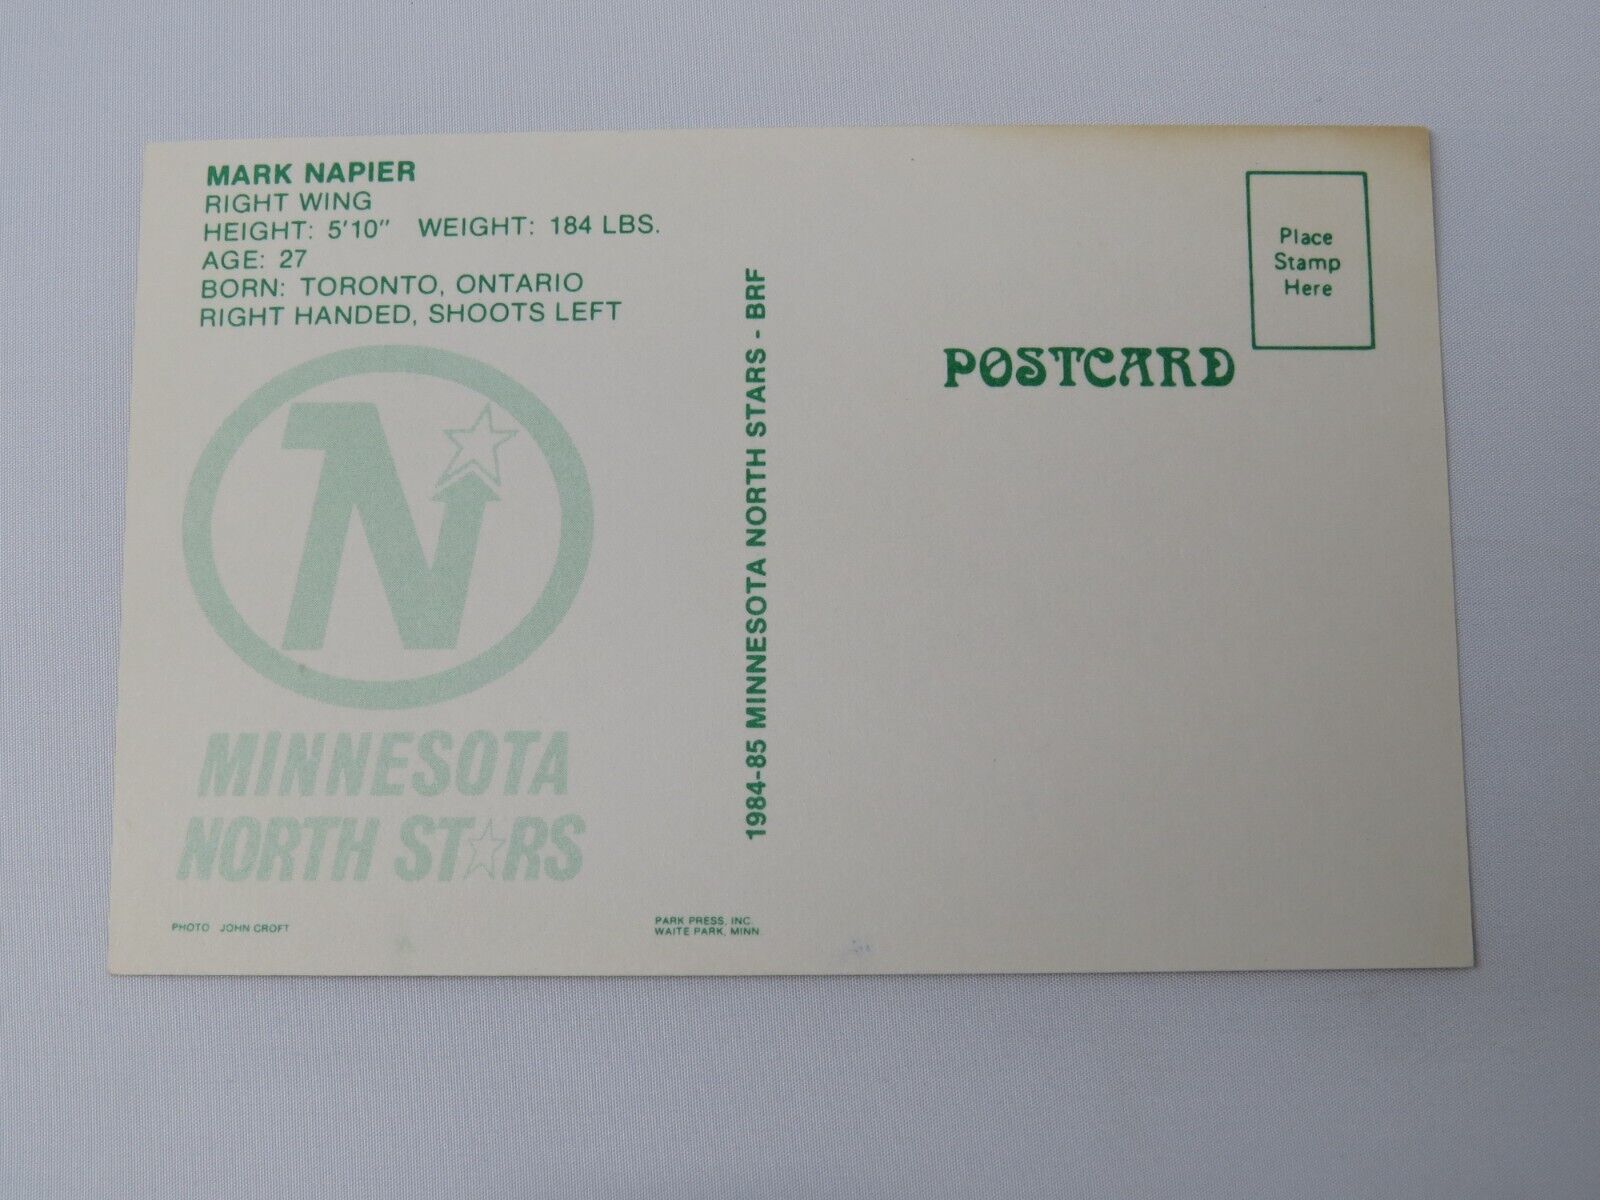 MARK NAPIER
RIGHT WING
HEIGHT: 5'10" WEIGHT: 184 LBS.
AGE: 27
BORN: TORONTO, ONTARIO
RIGHT HANDED, SHOOTS LEFT
N
MINNESOTA
NORTH STARS
PHOTO JOHN CROFT
PARK PRESS, INC.
WAITE PARK, MINN.
1984-85 MINNESOTA NORTH STARS - BRF
POSTCARD
Place
Stamp
Here